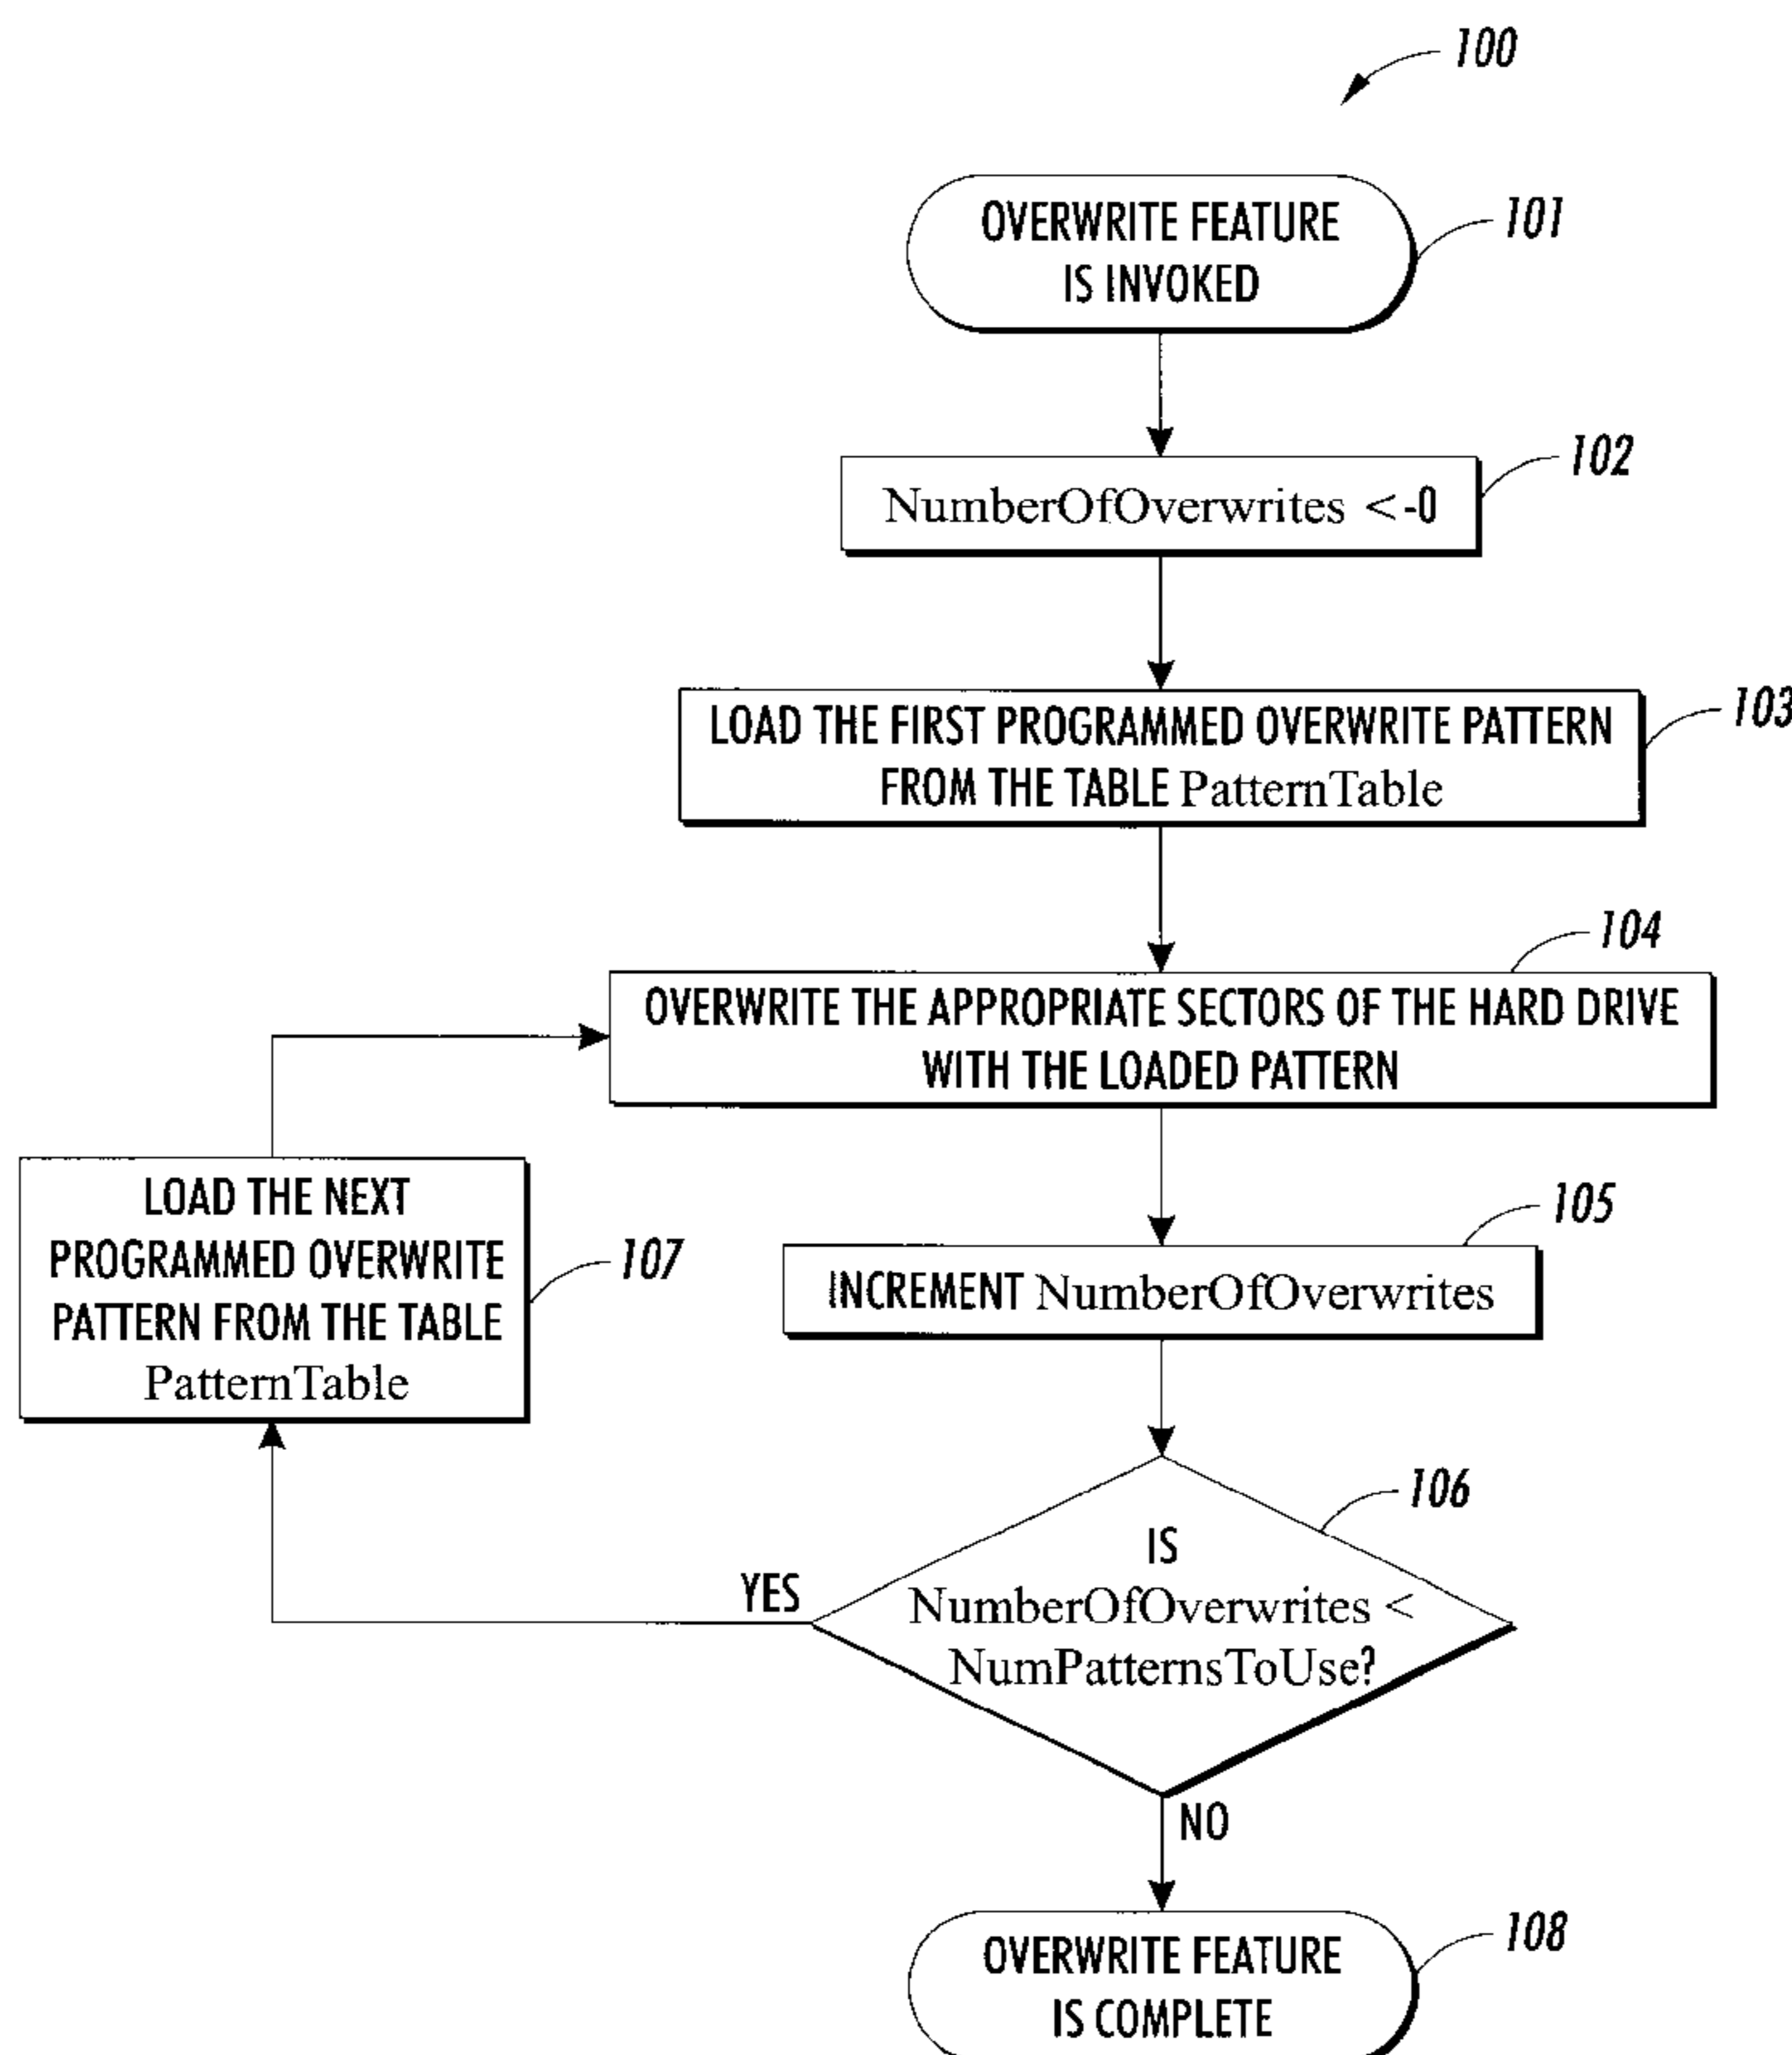 100
OVERWRITE FEATURE
IS INVOKED
101
NumberOfOverwrites <-0
102
LOAD THE FIRST PROGRAMMED OVERWRITE PATTERN
FROM THE TABLE PatternTable
103
OVERWRITE THE APPROPRIATE SECTORS OF THE HARD DRIVE
WITH THE LOADED PATTERN
104
INCREMENT NumberOfOverwrites
105
IS
NumberOfOverwrites <
NumPatternsToUse?
106
YES
LOAD THE NEXT
PROGRAMMED OVERWRITE
PATTERN FROM THE TABLE
PatternTable
107
NO
OVERWRITE FEATURE
IS COMPLETE
108